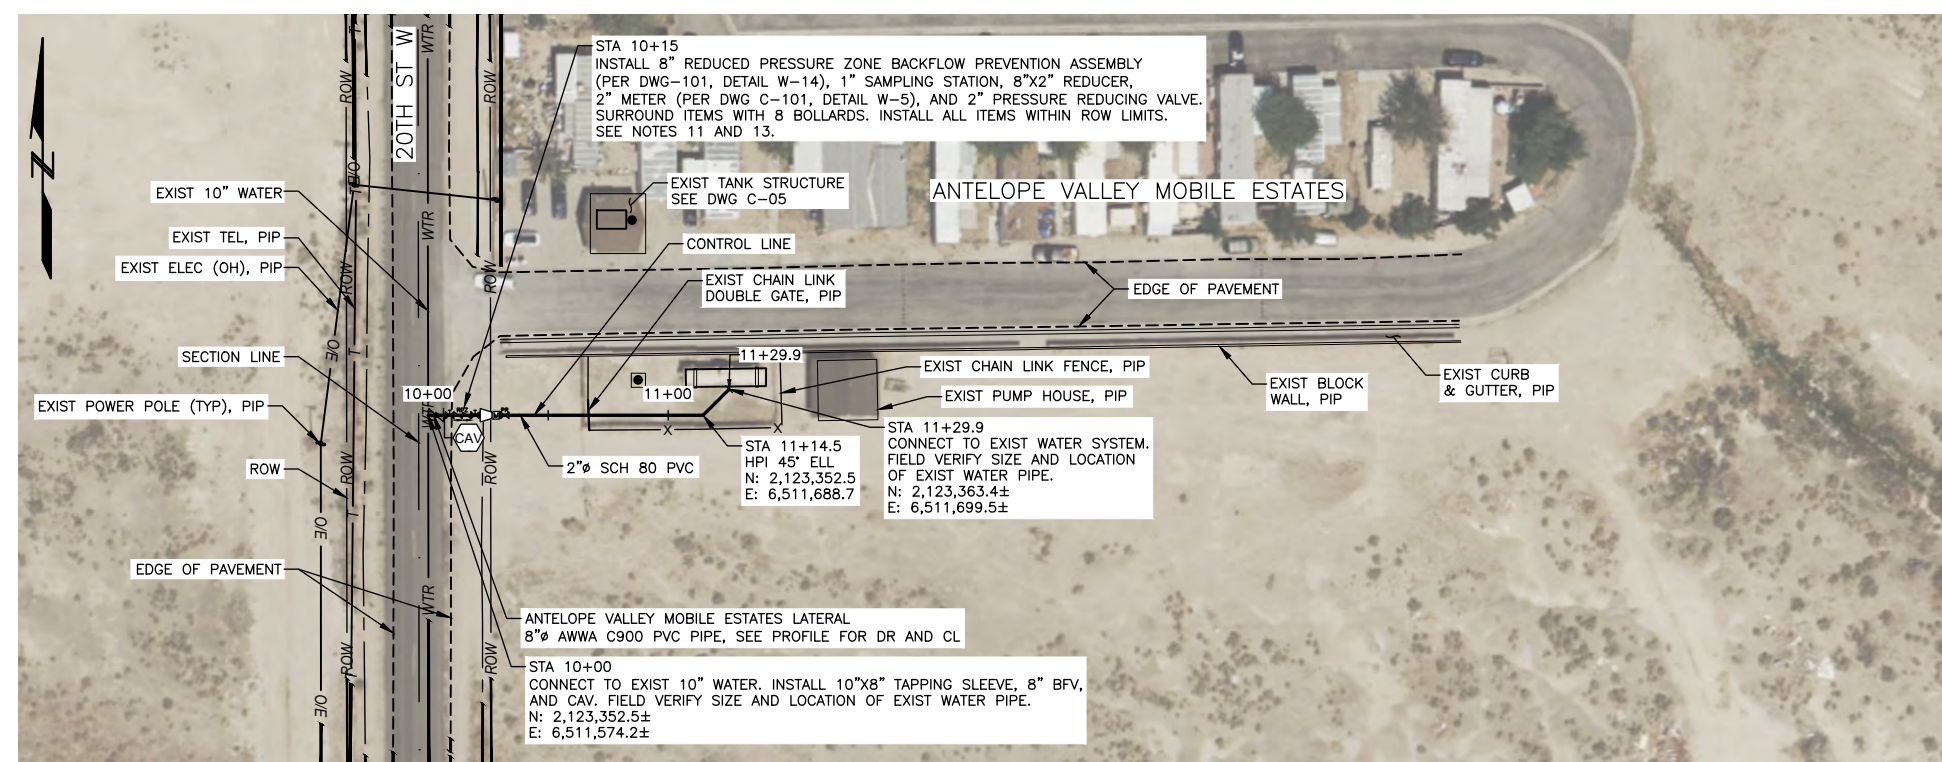 STA 10+15
INSTALL 8" REDUCED PRESSURE ZONE BACKFLOW PREVENTION ASSEMBLY
(PER DWG-101, DETAIL W-14), 1" SAMPLING STATION, 8"X2" REDUCER,
2" METER (PER DWG C-101, DETAIL W-5), AND 2" PRESSURE REDUCING VALVE.
SURROUND ITEMS WITH 8 BOLLARDS. INSTALL ALL ITEMS WITHIN ROW LIMITS.
SEE NOTES 11 AND 13.
20TH ST W
WTR
T
ROW
ROW
N
O/E
T
EXIST 10" WATER
EXIST TANK STRUCTURE
SEE DWG C-05
ANTELOPE VALLEY MOBILE ESTATES
WTR
EXIST TEL, PIP
CONTROL LINE
EXIST ELEC (OH), PIP
ROW
ROW
EXIST CHAIN LINK
DOUBLE GATE, PIP
EDGE OF PAVEMENT
O/E
T
SECTION LINE
11+29.9
EXIST CHAIN LINK FENCE, PIP
EXIST BLOCK
WALL, PIP
EXIST CURB
& GUTTER, PIP
10+00
11+00
EXIST PUMP HOUSE, PIP
EXIST POWER POLE (TYP), PIP
WTR
M
CAV
X
X
STA 11+29.9
CONNECT TO EXIST WATER SYSTEM.
FIELD VERIFY SIZE AND LOCATION
OF EXIST WATER PIPE.
N: 2,123,363.4±
E: 6,511,699.5±
STA 11+14.5
HPI 45° ELL
N: 2,123,352.5
E: 6,511,688.7
2"ø SCH 80 PVC
ROW
ROW
ROW
T
O/E
EDGE OF PAVEMENT
WTR
ANTELOPE VALLEY MOBILE ESTATES LATERAL
8"ø AWWA C900 PVC PIPE, SEE PROFILE FOR DR AND CL
ROW
ROW
O/E
STA 10+00
CONNECT TO EXIST 10" WATER. INSTALL 10"X8" TAPPING SLEEVE, 8" BFV,
AND CAV. FIELD VERIFY SIZE AND LOCATION OF EXIST WATER PIPE.
N: 2,123,352.5±
E: 6,511,574.2±